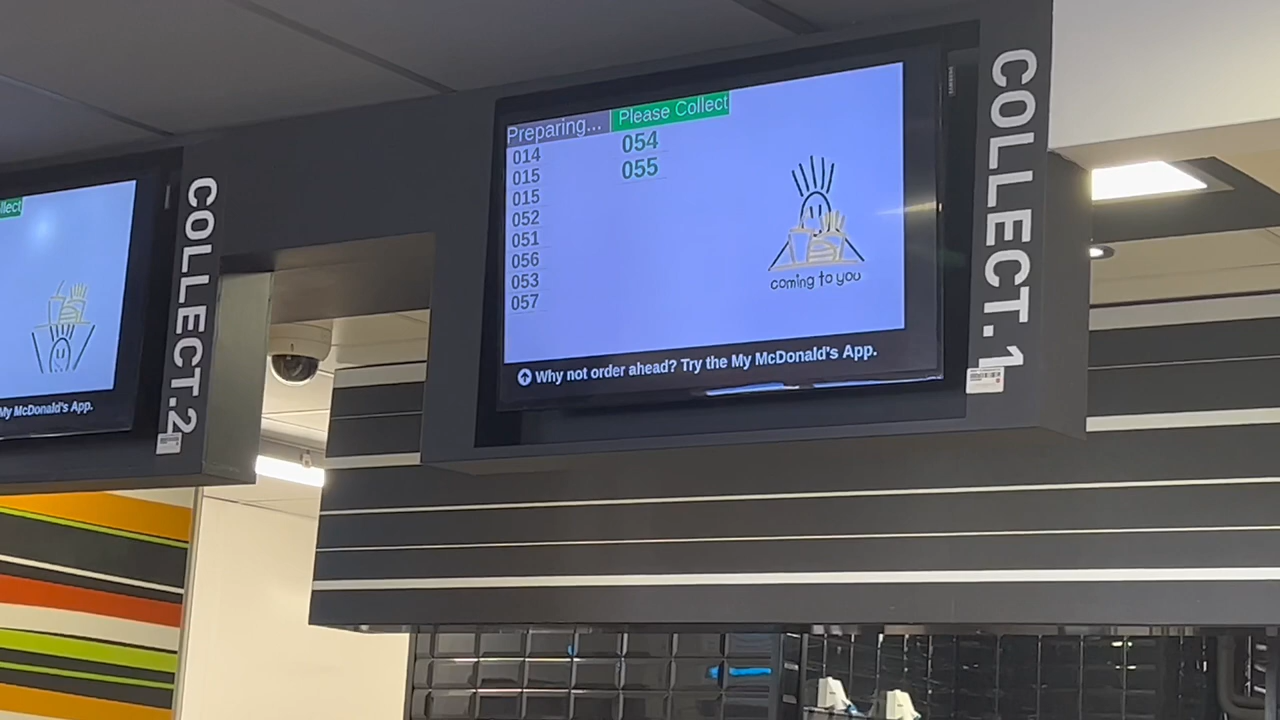 Preparing...
Please Collect
014
015
015
052
051
056
053
057
054
055
coming to you
Why not order ahead? Try the My McDonald's App.
COLLECT.1
llect
My McDonald's App.
COLLECT.2